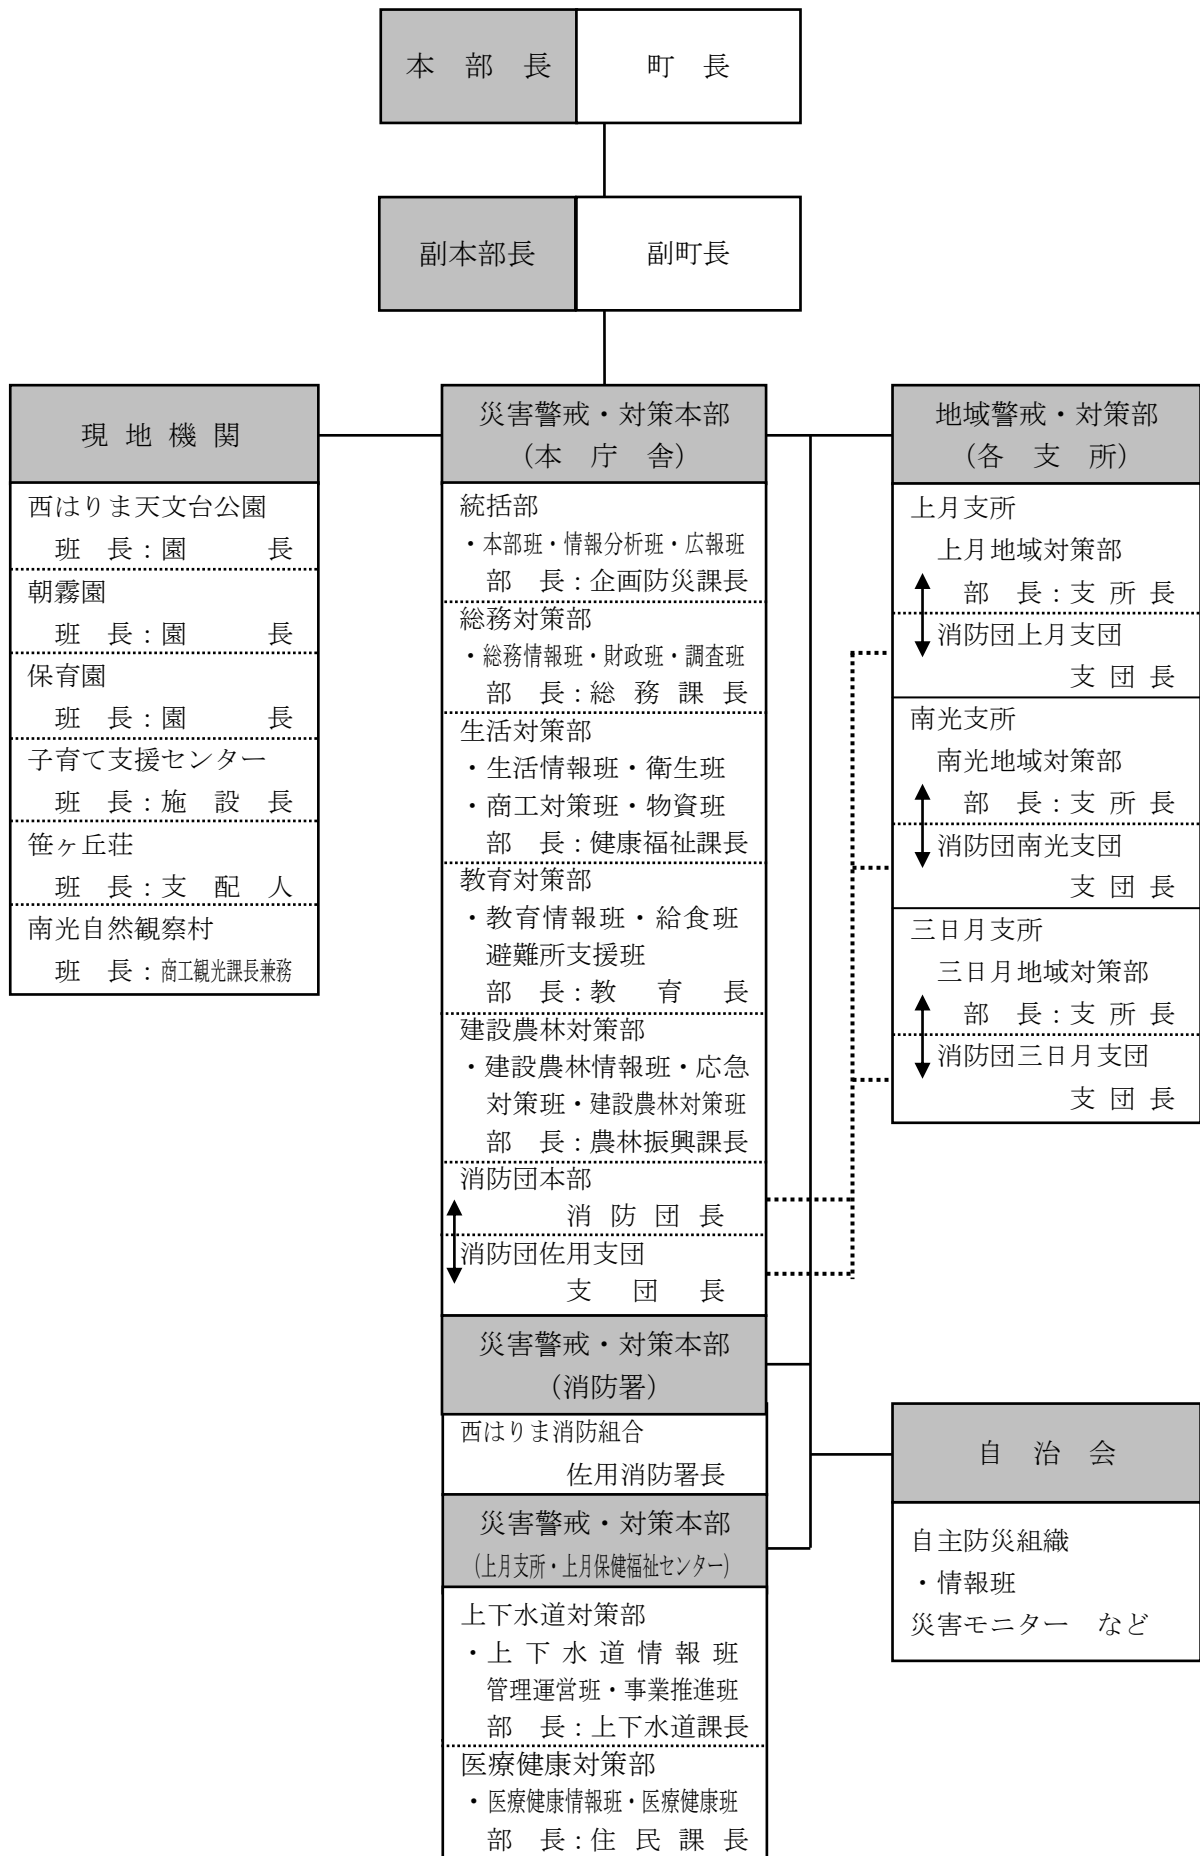 本部長 町長
副本部長 副町長
現地機関
西はりま天文台公園
班長：園長
朝霧園
班長：園長
保育園
班長：園長
子育て支援センター
班長：施設長
笹ヶ丘荘
班長：支配人
南光自然観察村
班長：商工観光課長兼務
災害警戒・対策本部
（本庁舎）
統括部
・本部班・情報分析班・広報班
部長：企画防災課長
総務対策部
・総務情報班・財政班・調査班
部長：総務課長
生活対策部
・生活情報班・衛生班
・商工対策班・物資班
部長：健康福祉課長
教育対策部
・教育情報班・給食班
避難所支援班
部長：教育長
建設農林対策部
・建設農林情報班・応急
対策班・建設農林対策班
部長：農林振興課長
消防団本部
消防団長
消防団佐用支団
支団長
災害警戒・対策本部
（消防署）
西はりま消防組合
佐用消防署長
災害警戒・対策本部
（上月支所・上月保健福祉センター）
上下水道対策部
・上下水道情報班
管理運営班・事業推進班
部長：上下水道課長
医療健康対策部
・医療健康情報班・医療健康班
部長：住民課長
地域警戒・対策部
（各支所）
上月支所
上月地域対策部
部長：支所長
消防団上月支団
支団長
南光支所
南光地域対策部
部長：支所長
消防団南光支団
支団長
三日月支所
三日月地域対策部
部長：支所長
消防団三日月支団
支団長
自治会
自主防災組織
・情報班
災害モニター　など